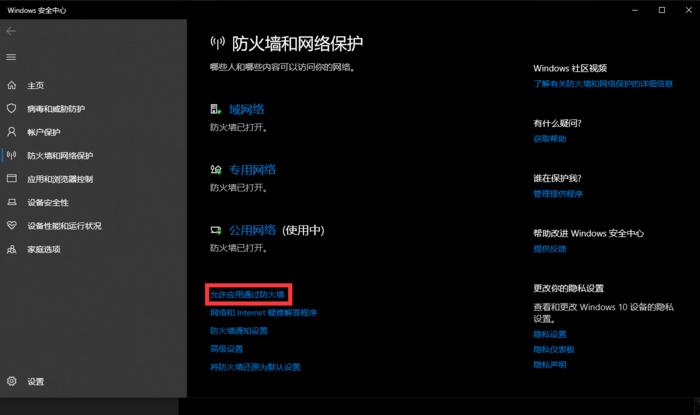 Windows 安全中心
主页
病毒和威胁防护
帐户保护
防火墙和网络保护
应用和浏览器控制
设备安全性
设备性能和运行状况
家庭选项
设置
防火墙和网络保护
哪些人和哪些内容可以访问你的网络。
域网络
防火墙已打开。
专用网络
防火墙已打开。
公用网络 (使用中)
防火墙已打开。
允许应用通过防火墙
网络和 Internet 疑难解答程序
防火墙通知设置
高级设置
将防火墙还原为默认设置
Windows 社区视频
了解有关防火墙和网络保护的详细信息
有什么疑问?
获取帮助
谁在保护我?
管理提供程序
帮助改进 Windows 安全中心
提供反馈
更改你的隐私设置
查看和更改 Windows 10 设备的隐私
设置。
隐私设置
隐私仪表板
隐私声明